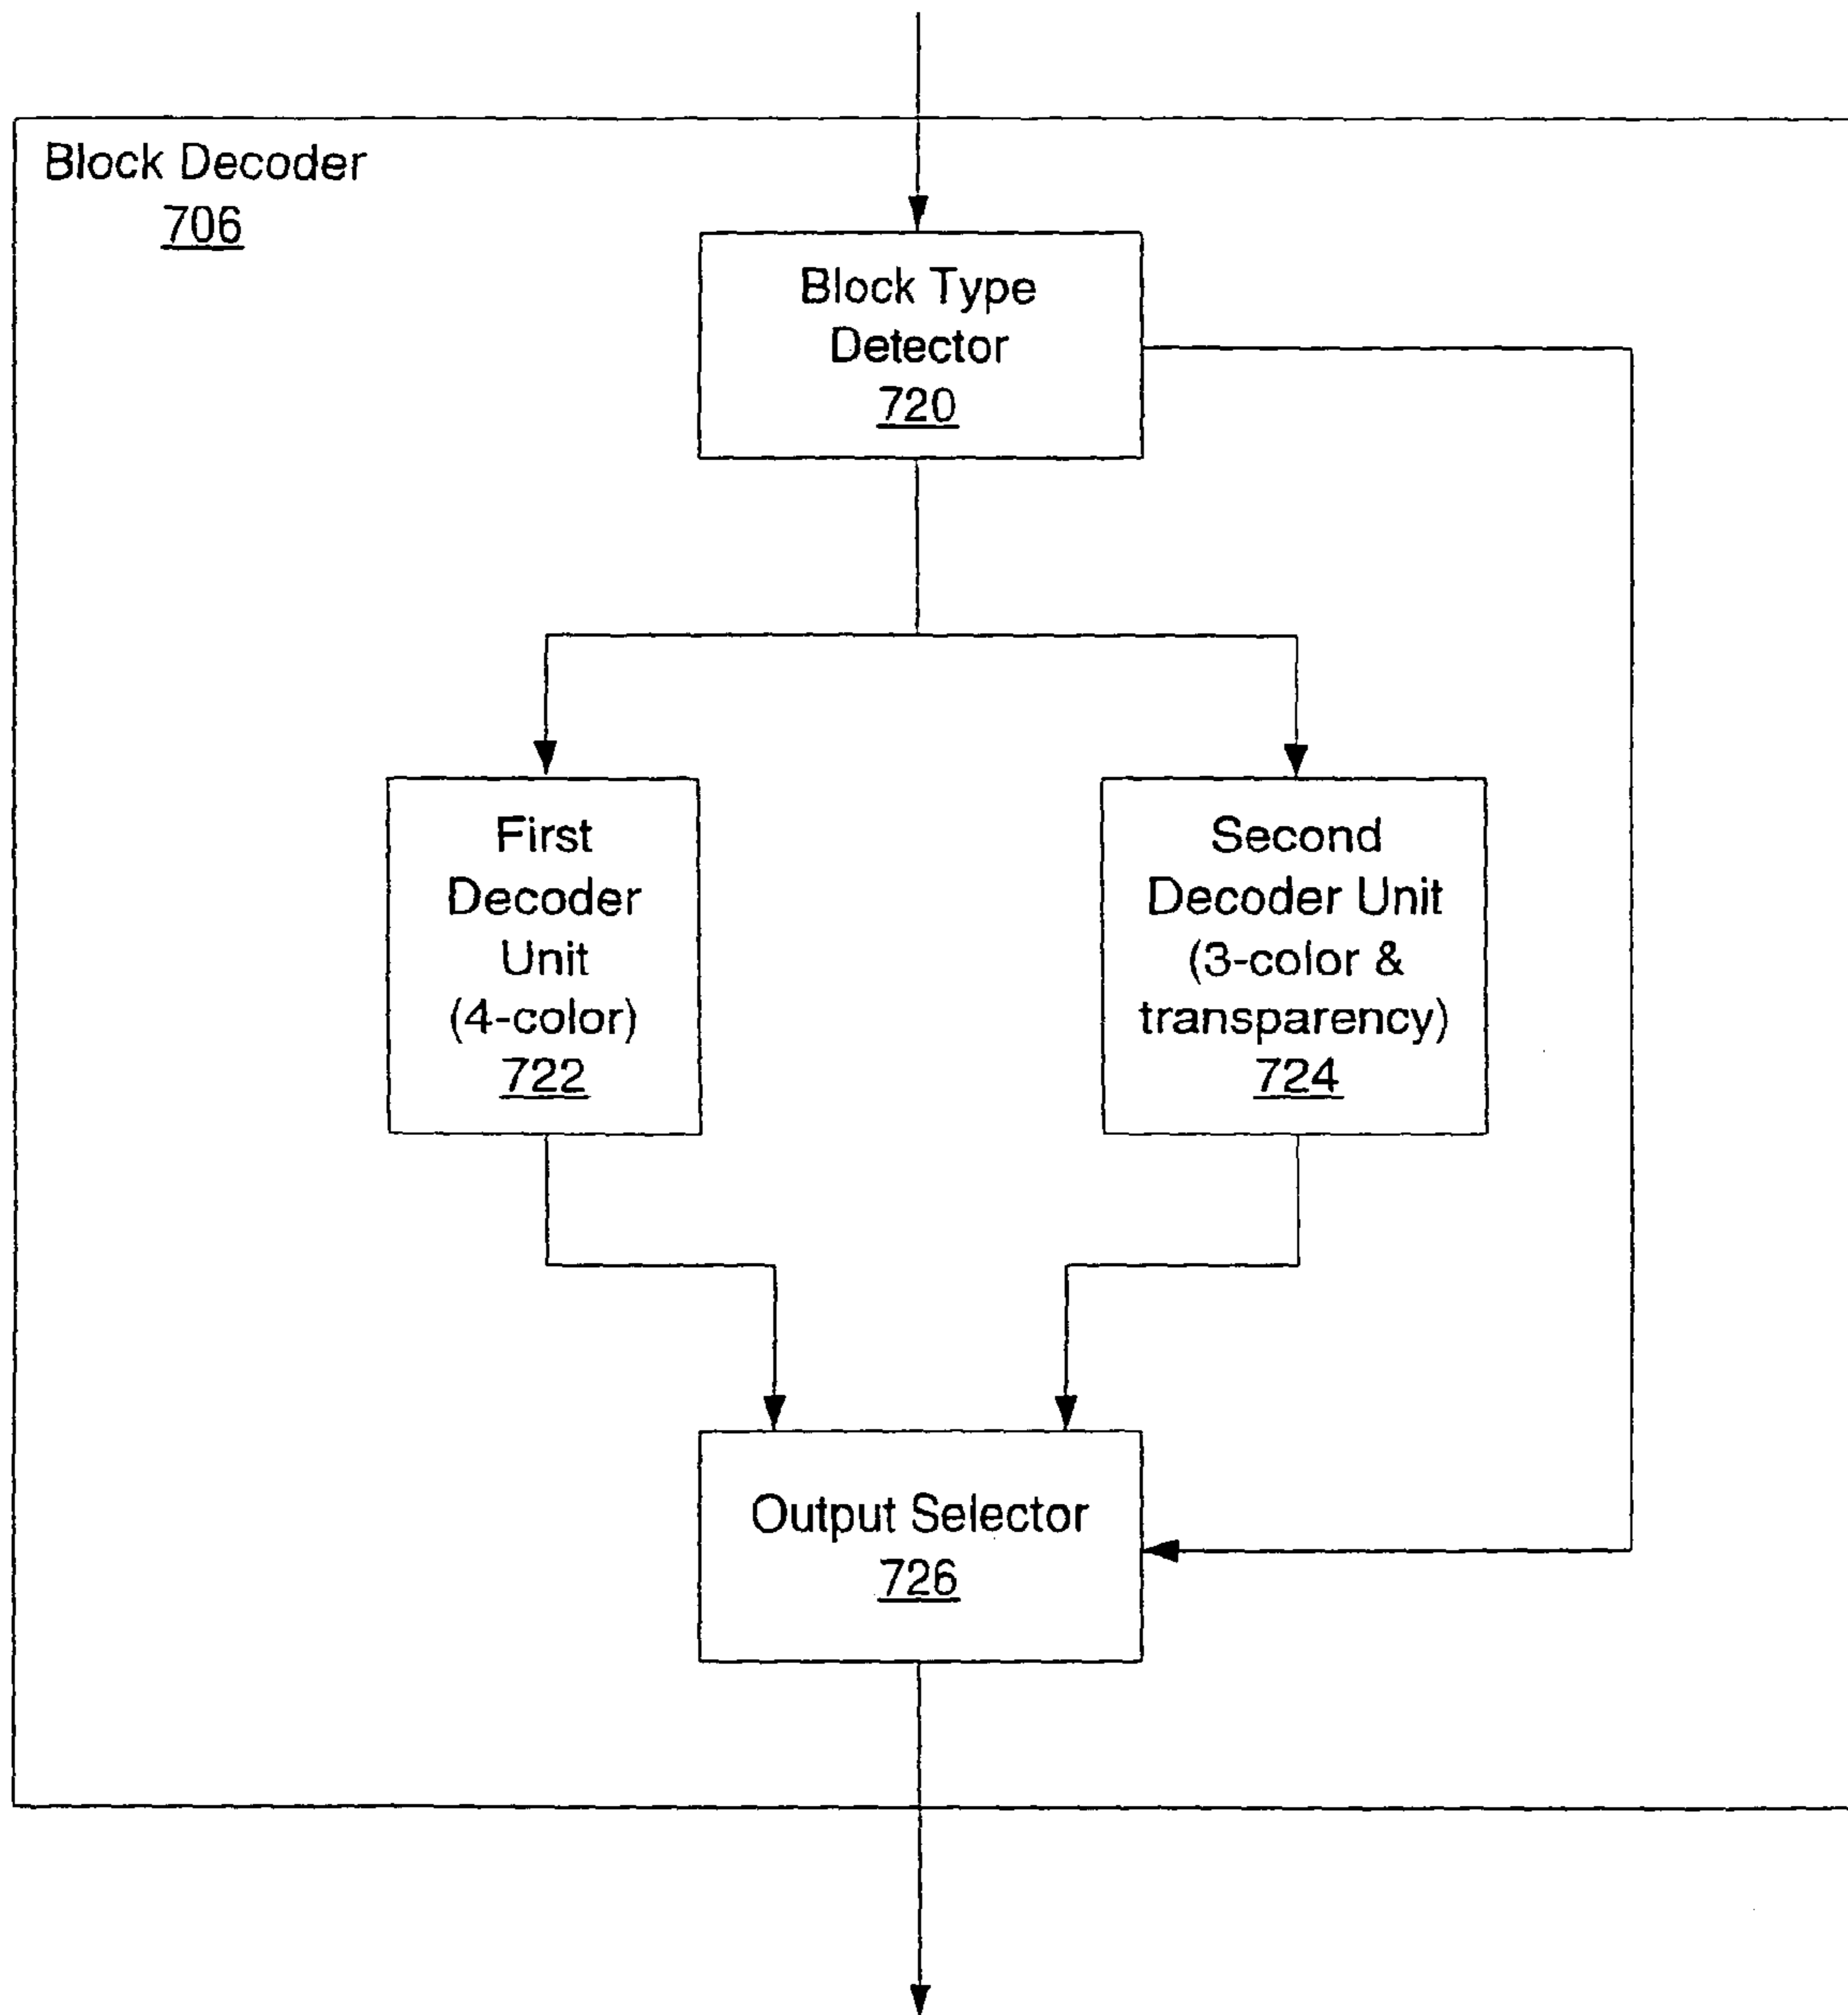 Block Decoder
706
Block Type
Detector
720
First
Decoder
Unit
(4-color)
722
Second
Decoder Unit
(3-color &
transparency)
724
Output Selector
726